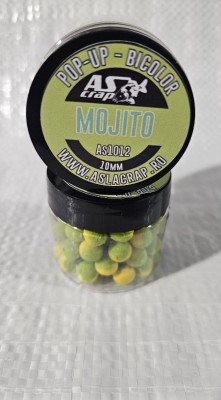 POP-UP - BICOLOR
AS
crap
MOJITO
As1012
10MM
WWW.ASLACRAP.RO